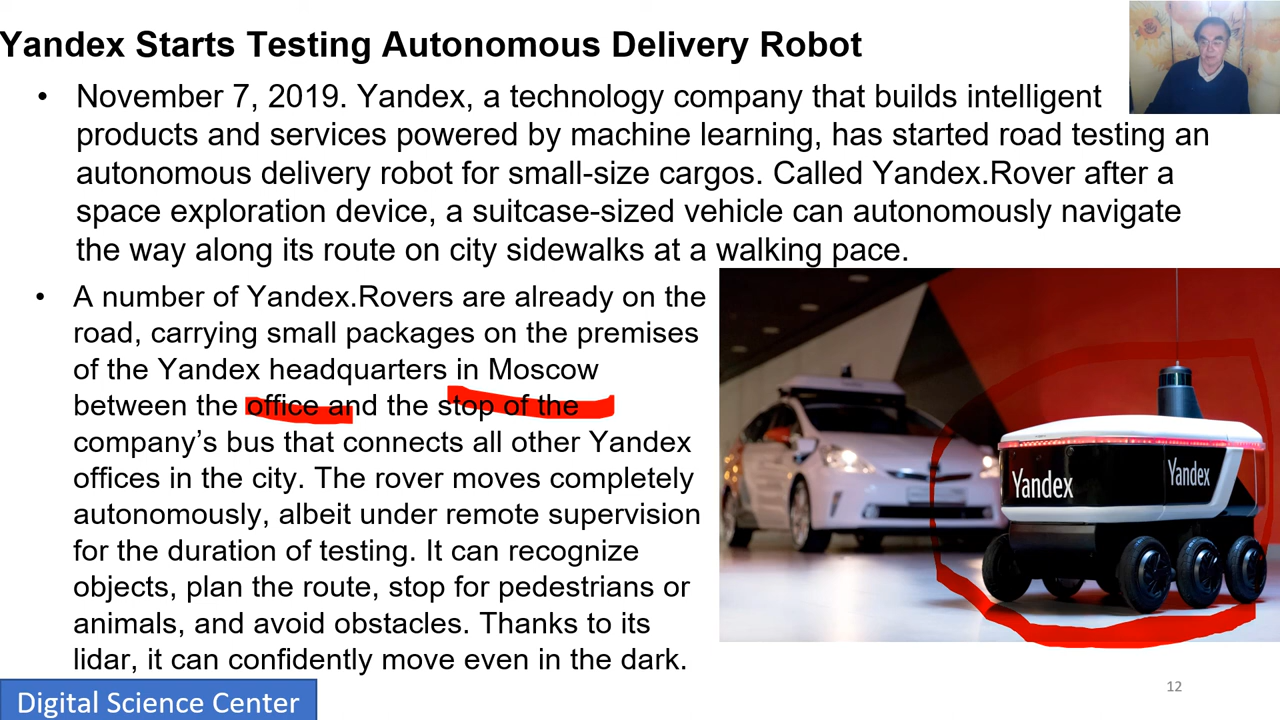 Yandex Starts Testing Autonomous Delivery Robot
• November 7, 2019. Yandex, a technology company that builds intelligent
products and services powered by machine learning, has started road testing an
autonomous delivery robot for small-size cargos. Called Yandex.Rover after a
space exploration device, a suitcase-sized vehicle can autonomously navigate
the way along its route on city sidewalks at a walking pace.
• A number of Yandex.Rovers are already on the
road, carrying small packages on the premises
of the Yandex headquarters in Moscow
between the office and the stop of the
company’s bus that connects all other Yandex
offices in the city. The rover moves completely
autonomously, albeit under remote supervision
for the duration of testing. It can recognize
objects, plan the route, stop for pedestrians or
animals, and avoid obstacles. Thanks to its
lidar, it can confidently move even in the dark.
Yandex
Yandex
Digital Science Center
12